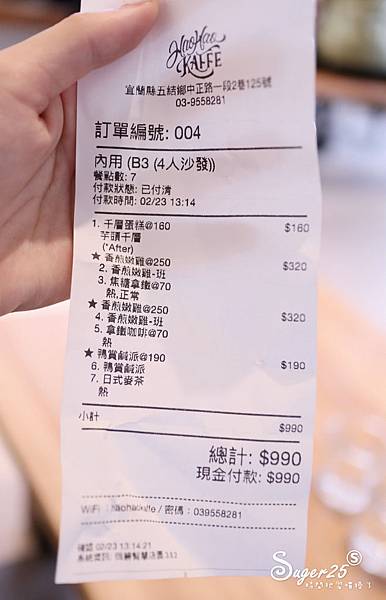 HaoHao
KAFFE
宜蘭縣五結鄉中正路一段2巷125號
03-9558281
訂單編號: 004
內用 (B3 (4人沙發))
餐點數: 7
付款狀態: 已付清
付款時間: 02/23 13:14
1. 千層蛋糕@160 $160
芋頭千層
(*After)
★ 香煎嫩雞@250 $320
2. 香煎嫩雞-班
3. 焦糖拿鐵@70
熱,正常
★ 香煎嫩雞@250 $320
4. 香煎嫩雞-班
5. 拿鐵咖啡@70
熱
★ 鴨賞鹹派@190 $190
6. 鴨賞鹹派
7. 日式麥茶
熱
小計 $990
總計: $990
現金付款: $990
WiFi : haohaokaffe / 密碼 : 039558281
確認 02/23 13:14:21
Suger25 S